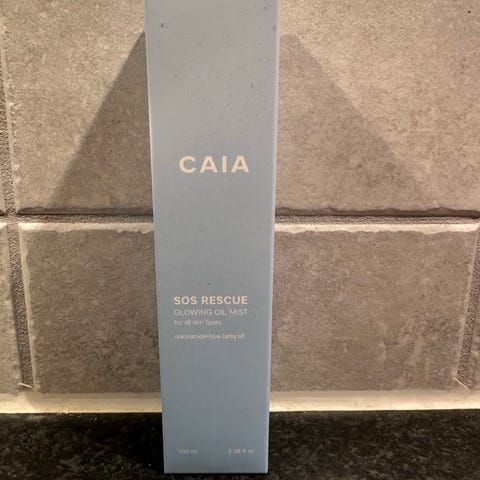 CAIA
SOS RESCUE
GLOWING OIL MIST
for all skin types
niacinamide+blue tansy oil
100 ml 3.38 fl oz